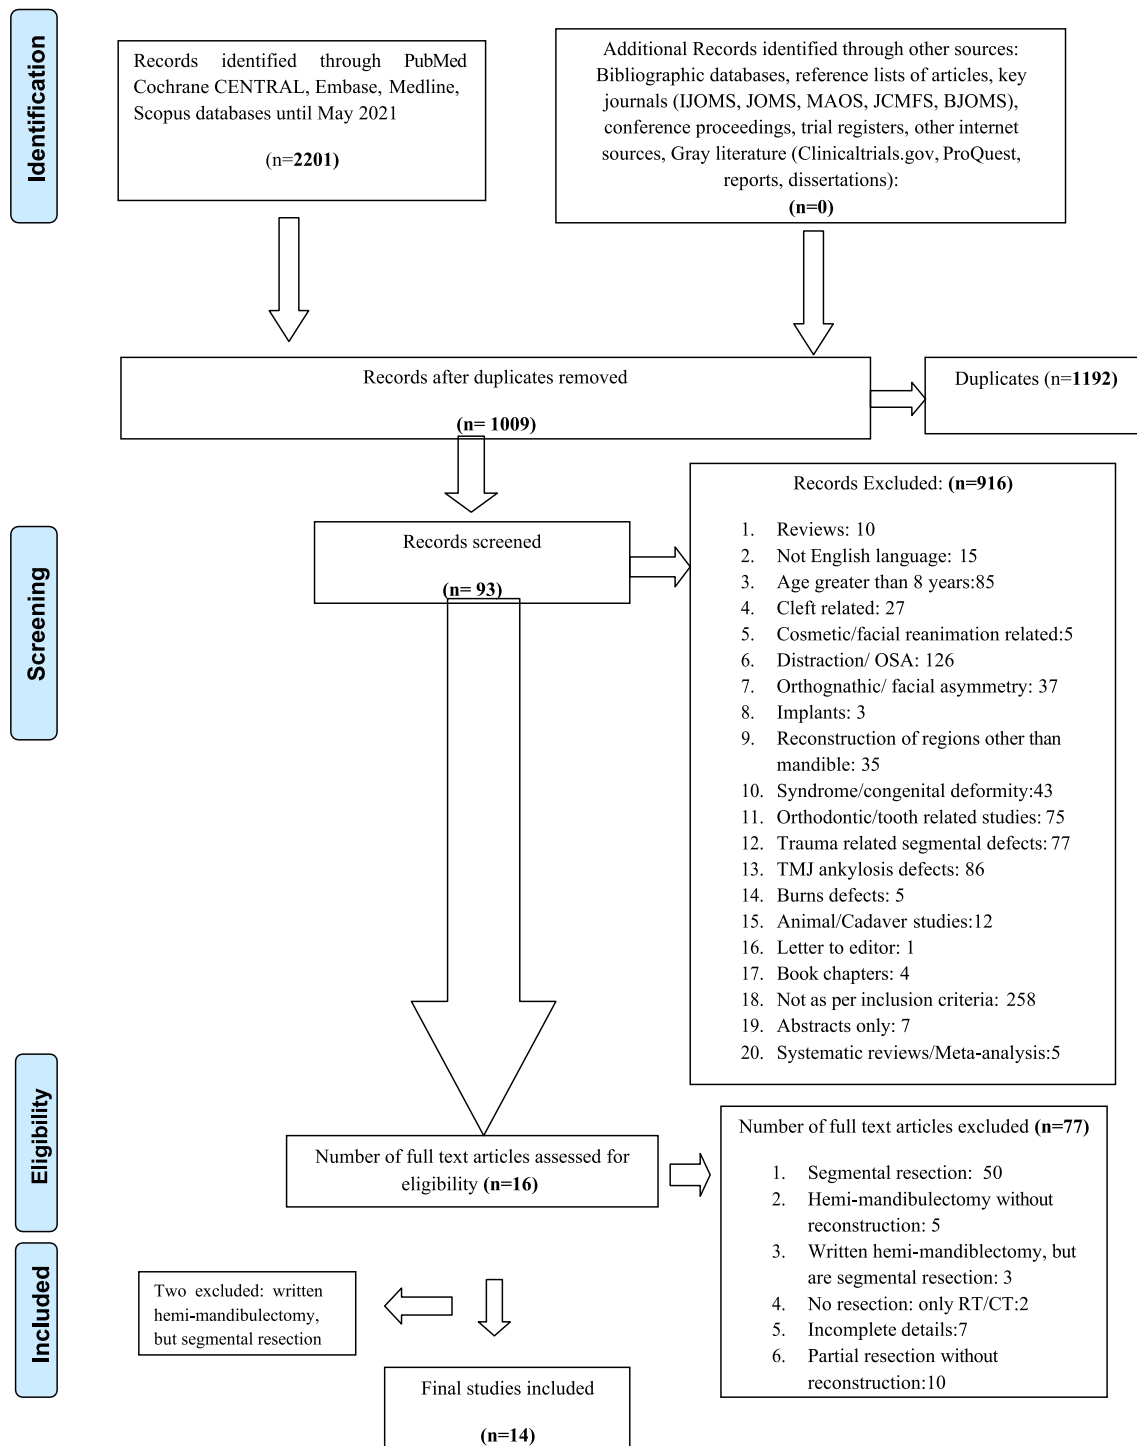 Identification
Records identified through PubMed
Cochrane CENTRAL, Embase, Medline,
Scopus databases until May 2021
(n=2201)
Additional Records identified through other sources:
Bibliographic databases, reference lists of articles, key
journals (IJOMS, JOMS, MAOS, JCMFS, BJOMS),
conference proceedings, trial registers, other internet
sources, Gray literature (Clinicaltrials.gov, ProQuest,
reports, dissertations):
(n=0)
Records after duplicates removed
(n= 1009)
Duplicates (n=1192)
Screening
Records screened
(n= 93)
Records Excluded: (n=916)
1. Reviews: 10
2. Not English language: 15
3. Age greater than 8 years:85
4. Cleft related: 27
5. Cosmetic/facial reanimation related:5
6. Distraction/ OSA: 126
7. Orthognathic/ facial asymmetry: 37
8. Implants: 3
9. Reconstruction of regions other than
mandible: 35
10. Syndrome/congenital deformity:43
11. Orthodontic/tooth related studies: 75
12. Trauma related segmental defects: 77
13. TMJ ankylosis defects: 86
14. Burns defects: 5
15. Animal/Cadaver studies:12
16. Letter to editor: 1
17. Book chapters: 4
18. Not as per inclusion criteria: 258
19. Abstracts only: 7
20. Systematic reviews/Meta-analysis:5
Eligibility
Number of full text articles assessed for
eligibility (n=16)
Number of full text articles excluded (n=77)
1. Segmental resection: 50
2. Hemi-mandibulectomy without
reconstruction: 5
3. Written hemi-mandiblectomy, but
are segmental resection: 3
4. No resection: only RT/CT:2
5. Incomplete details:7
6. Partial resection without
reconstruction:10
Included
Two excluded: written
hemi-mandibulectomy,
but segmental resection
Final studies included
(n=14)